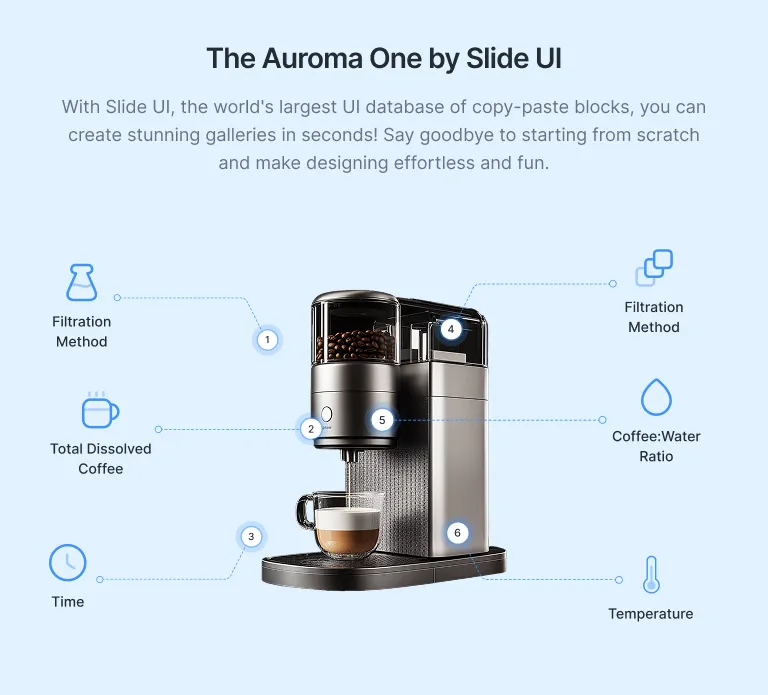 The Auroma One by Slide UI
With Slide UI, the world's largest UI database of copy-paste blocks, you can
create stunning galleries in seconds! Say goodbye to starting from scratch
and make designing effortless and fun.
Filtration
Method
1
4
Filtration
Method
Total Dissolved
Coffee
2
5
Coffee:Water
Ratio
3
6
Time
Temperature